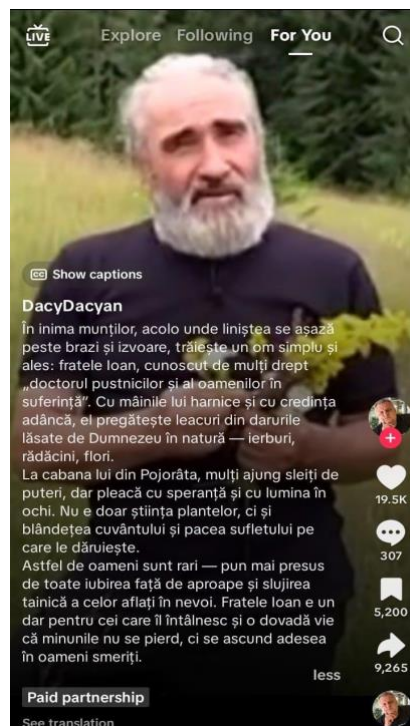 LIVE
Explore Following For You
CC Show captions
DacyDacyan
În inima munților, acolo unde liniștea se așază
peste brazi și izvoare, trăiește un om simplu și
ales: fratele Ioan, cunoscut de mulți drept
„doctorul pustnicilor și al oamenilor în
suferință”. Cu mâinile lui harnice și cu credința
adâncă, el pregătește leacuri din darurile
lăsate de Dumnezeu în natură — ierburi,
rădăcini, flori.
La cabana lui din Pojorâta, mulți ajung sleiți de
puteri, dar pleacă cu speranță și cu lumina în
ochi. Nu e doar știința plantelor, ci și
blândețea cuvântului și pacea sufletului pe
care le dăruiește.
Astfel de oameni sunt rari — pun mai presus
de toate iubirea față de aproape și slujirea
tainică a celor aflați în nevoi. Fratele Ioan e un
dar pentru cei care îl întâlnesc și o dovadă vie
că minunile nu se pierd, ci se ascund adesea
în oameni smeriți.
less
Paid partnership
See translation
19.5K
307
5,200
9,265